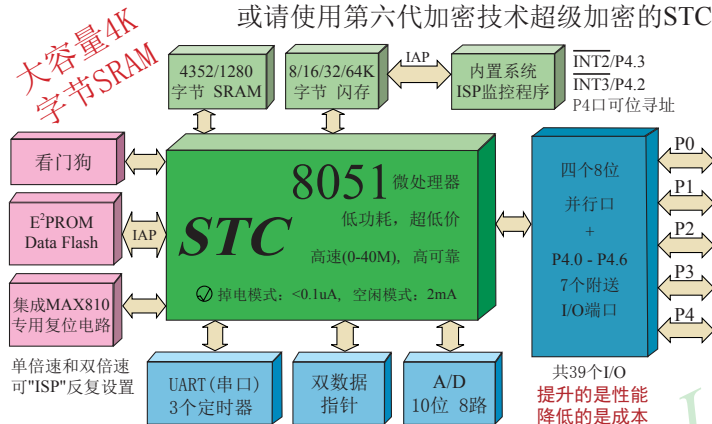 或请使用第六代加密技术超级加密的STC
大容量4K
字节SRAM
4352/1280
字节 SRAM
8/16/32/64K
字节 闪存
IAP
内置系统
ISP监控程序
INT2/P4.3
INT3/P4.2
P4口可位寻址
看门狗
E²PROM
Data Flash
IAP
集成MAX810
专用复位电路
单倍速和双倍速
可"ISP"反复设置
8051 微处理器
STC
低功耗，超低价
高速(0-40M)，高可靠
掉电模式：<0.1uA，空闲模式：2mA
四个8位
并行口
+
P4.0 - P4.6
7个附送
I/O端口
P0
P1
P2
P3
P4
UART(串口)
3个定时器
双数据
指针
A/D
10位 8路
共39个I/O
提升的是性能
降低的是成本